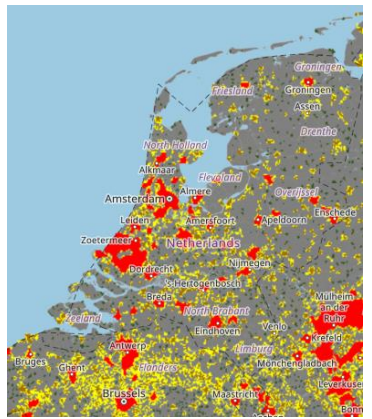 Groningen
Groningen
Friesland
Assen
Drenthe
North Holland
Alkmaar
Flevoland
Overijssel
Amsterdam
Almere
Enschede
Leiden
Amersfoort
Apeldoorn
Zoetermeer
Netherlands
Dordrecht
Nijmegen
's-Hertogenbosch
Breda
Mülheim
an der
Ruhr
Zeeland
North Brabant
Eindhoven
Venlo
Krefeld
Antwerp
Limburg
Bruges
Mönchengladbach
Ghent
Flanders
Leverkusen
Brussels
Maastricht
Bonn